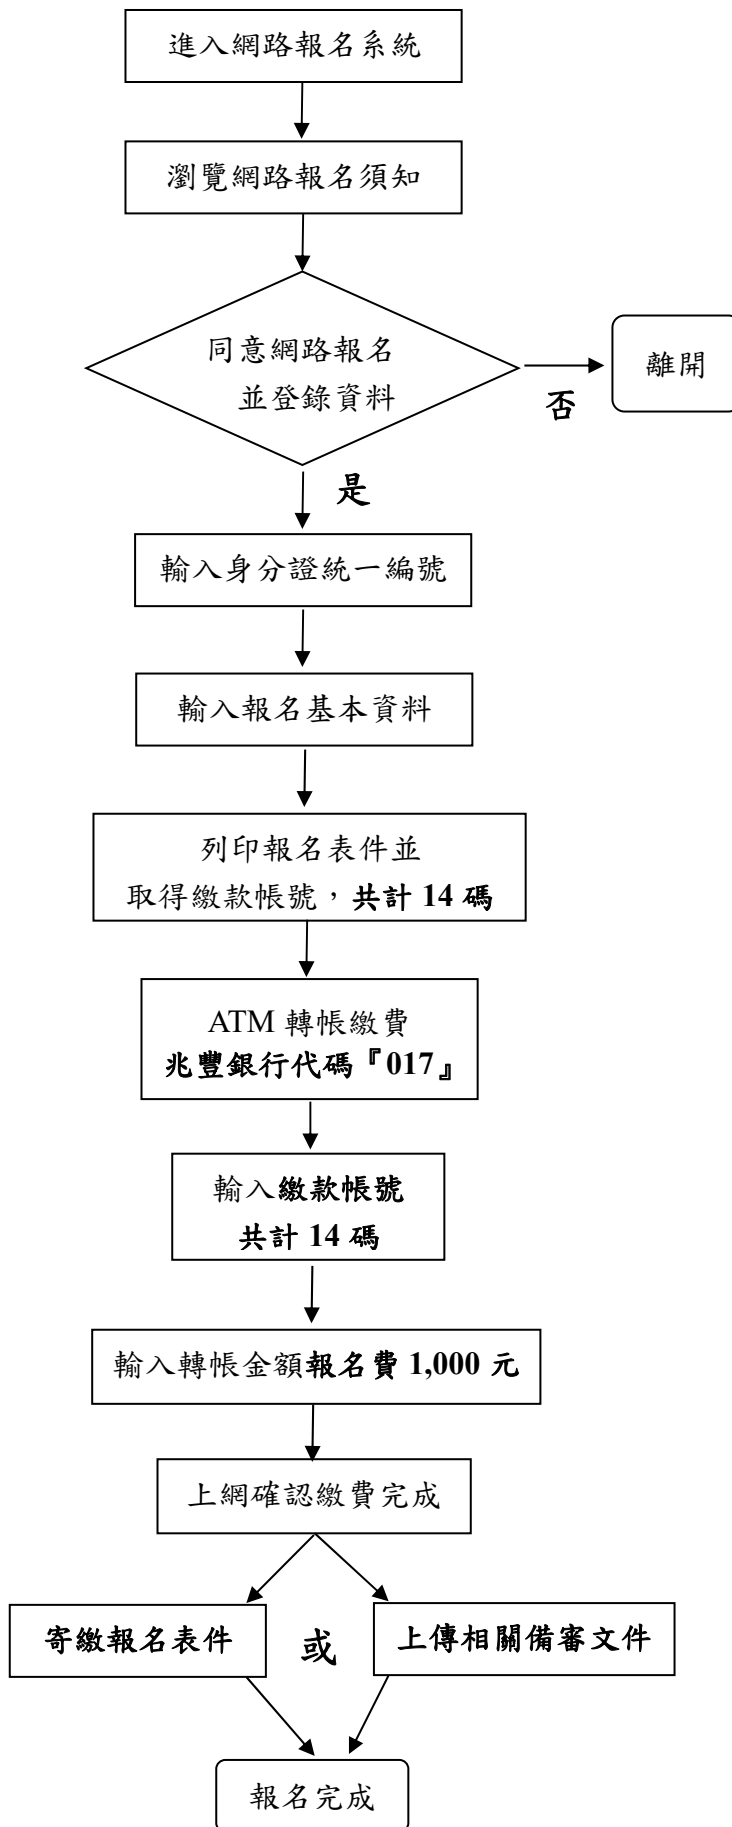 進入網路報名系統
瀏覽網路報名須知
同意網路報名
並登錄資料
離開
否
是
輸入身分證統一編號
輸入報名基本資料
列印報名表件並
取得繳款帳號，共計 14 碼
ATM 轉帳繳費
兆豐銀行代碼『017』
輸入繳款帳號
共計 14 碼
輸入轉帳金額報名費 1,000 元
上網確認繳費完成
寄繳報名表件
或
上傳相關備審文件
報名完成